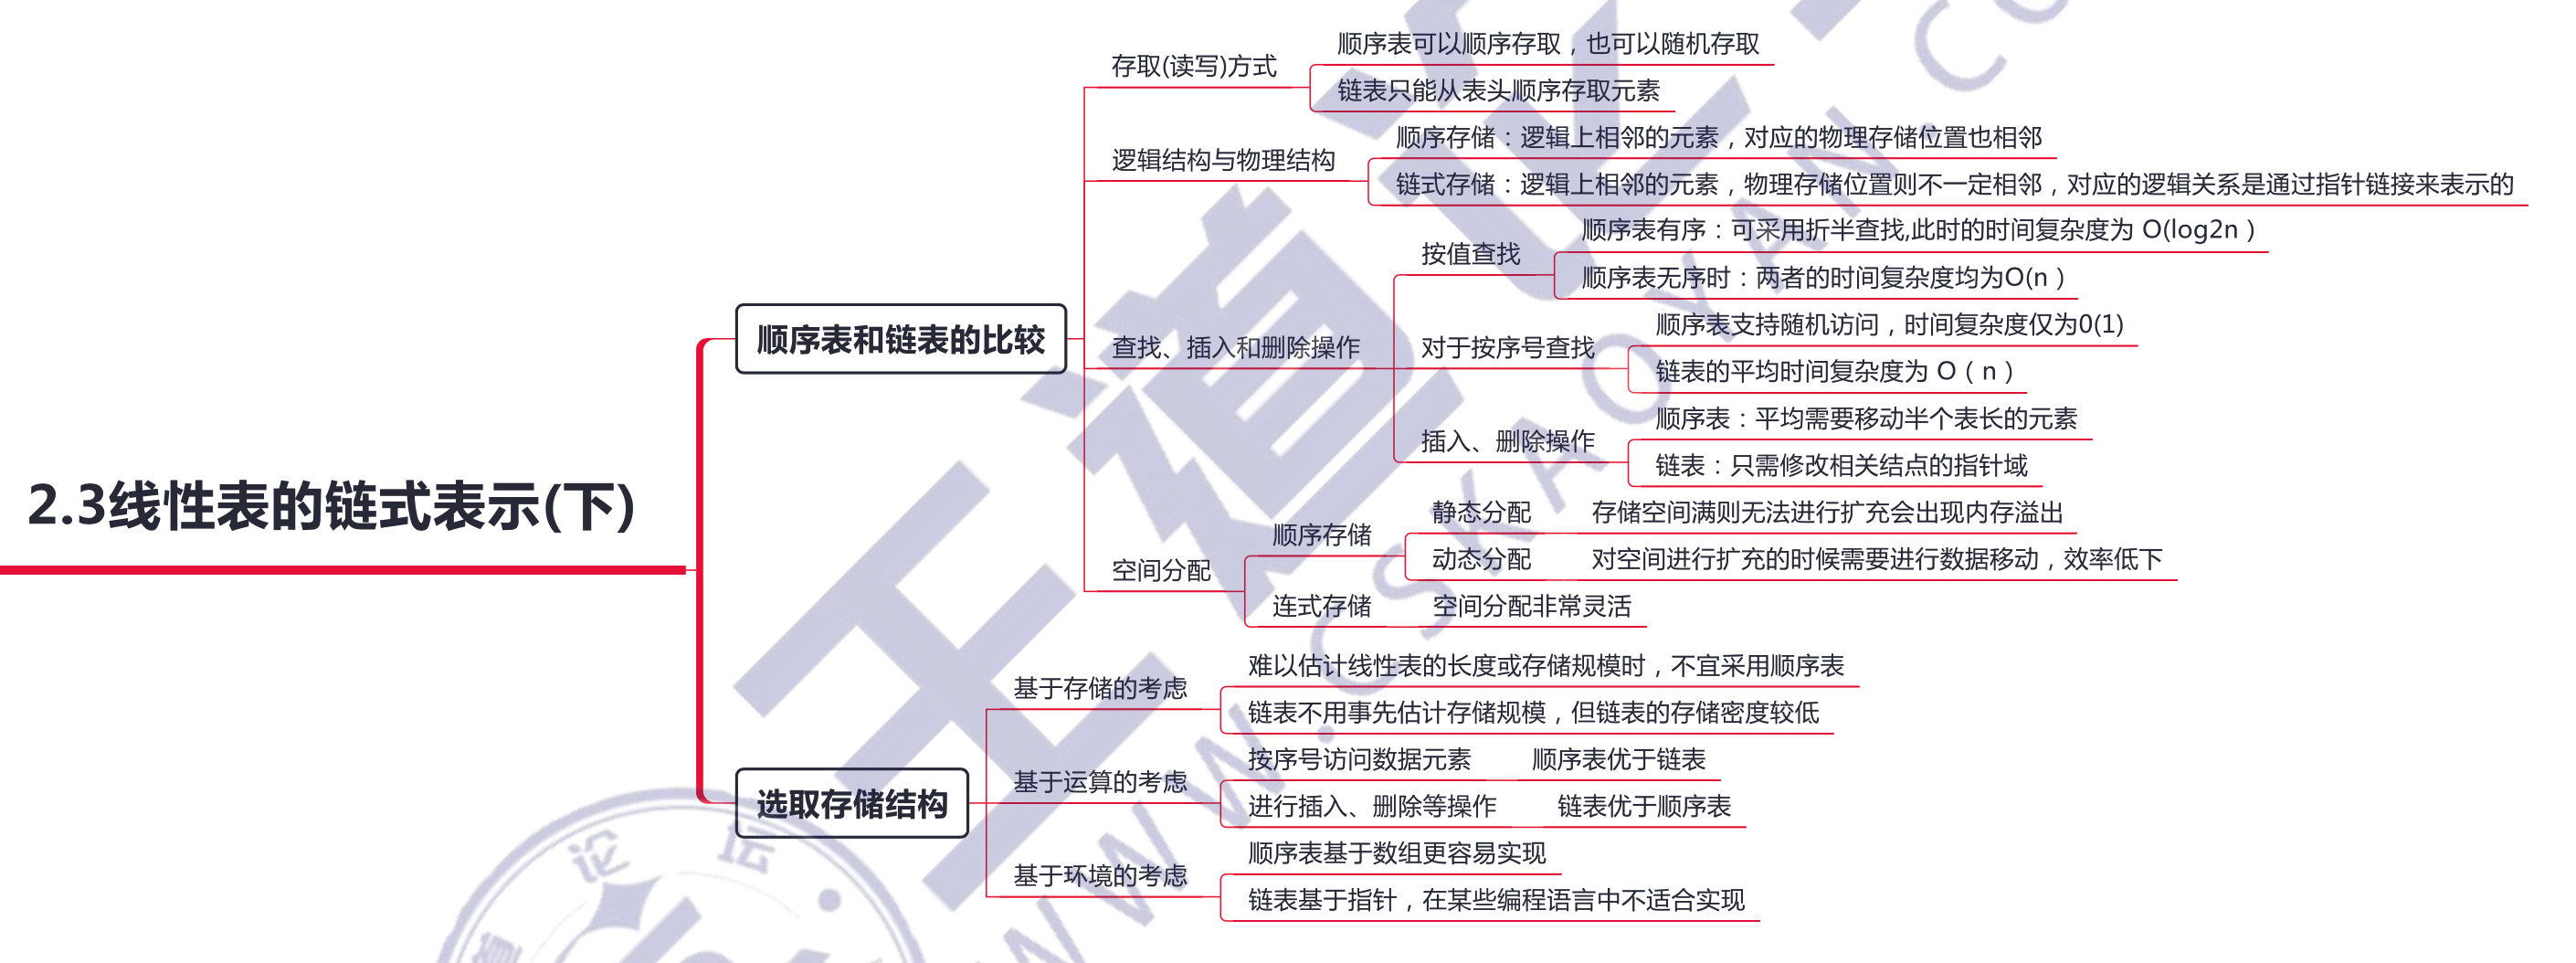 2.3线性表的链式表示(下)
顺序表和链表的比较
存取(读写)方式
顺序表可以顺序存取，也可以随机存取
链表只能从表头顺序存取元素
逻辑结构与物理结构
顺序存储：逻辑上相邻的元素，对应的物理存储位置也相邻
链式存储：逻辑上相邻的元素，物理存储位置则不一定相邻，对应的逻辑关系是通过指针链接来表示的
查找、插入和删除操作
按值查找
顺序表有序：可采用折半查找,此时的时间复杂度为 O(log2n ）
顺序表无序时：两者的时间复杂度均为O(n ）
对于按序号查找
顺序表支持随机访问，时间复杂度仅为0(1)
链表的平均时间复杂度为 O（ n ）
插入、删除操作
顺序表：平均需要移动半个表长的元素
链表：只需修改相关结点的指针域
空间分配
顺序存储
静态分配
存储空间满则无法进行扩充会出现内存溢出
动态分配
对空间进行扩充的时候需要进行数据移动，效率低下
连式存储
空间分配非常灵活
选取存储结构
基于存储的考虑
难以估计线性表的长度或存储规模时，不宜采用顺序表
链表不用事先估计存储规模，但链表的存储密度较低
基于运算的考虑
按序号访问数据元素
顺序表优于链表
进行插入、删除等操作
链表优于顺序表
基于环境的考虑
顺序表基于数组更容易实现
链表基于指针，在某些编程语言中不适合实现
王道论
WWW.CSKAOYAN.CO
道论坛